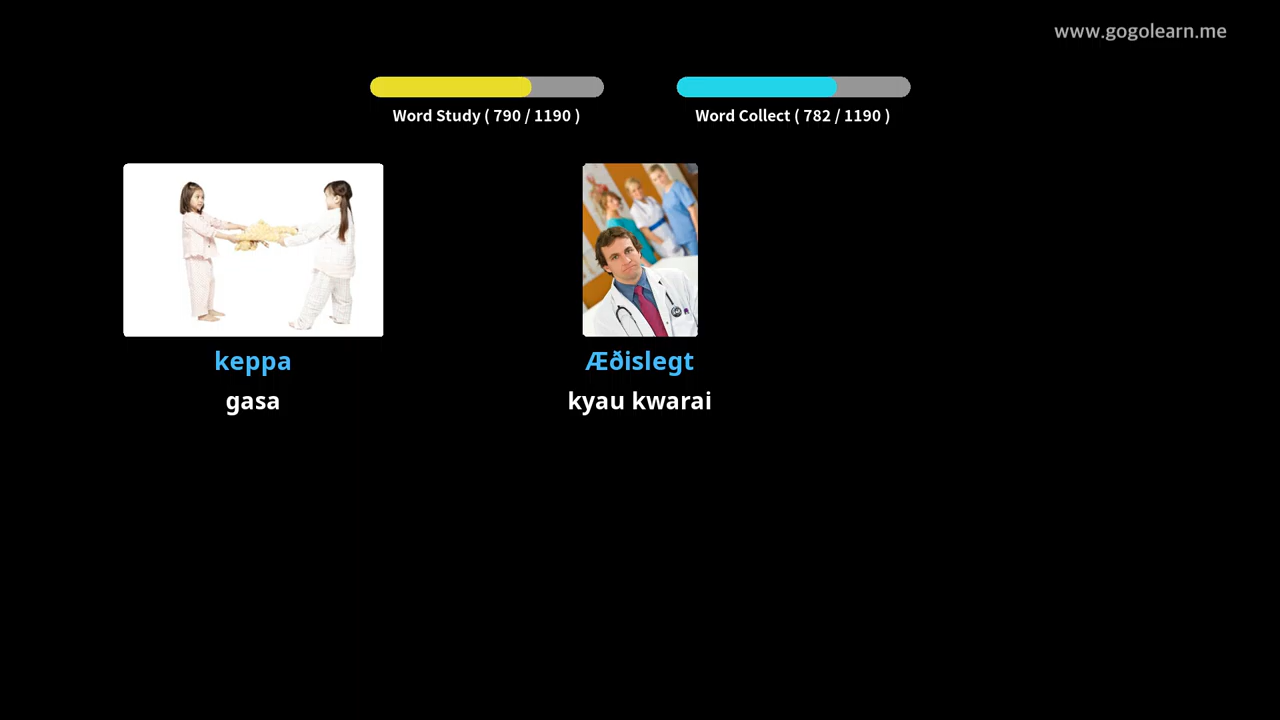 www.gogolearn.me
Word Study ( 790 / 1190 )
Word Collect ( 782 / 1190 )
keppa
gasa
Æðislegt
kyau kwarai